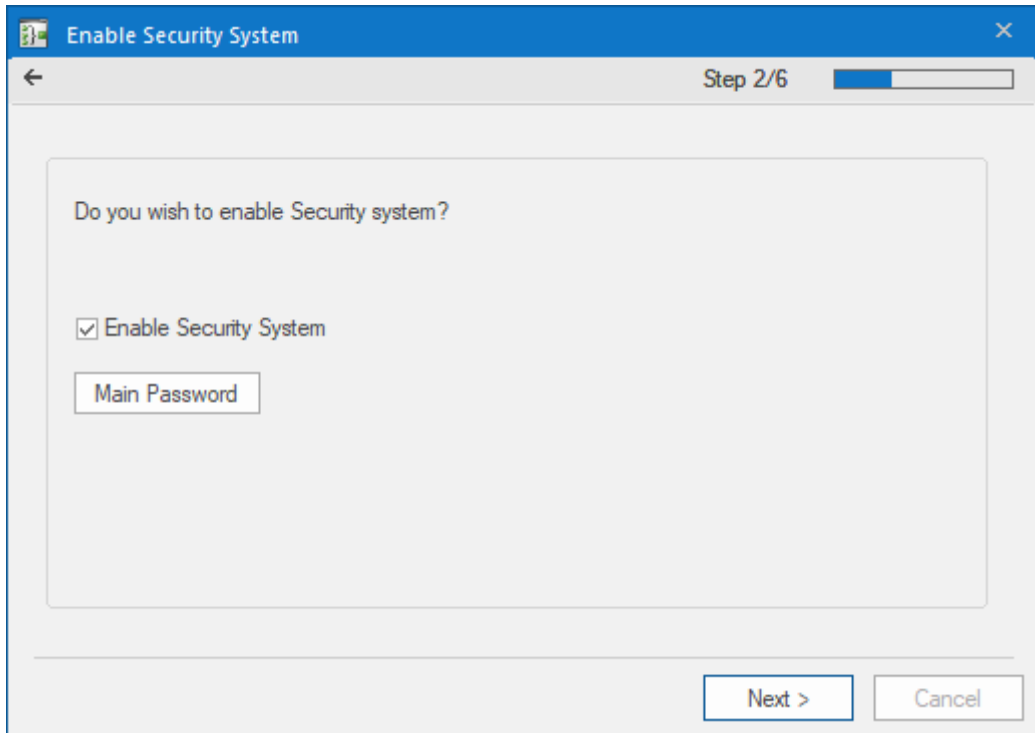 Enable Security System
Step 2/6
Do you wish to enable Security system?
Enable Security System
Main Password
Next >
Cancel